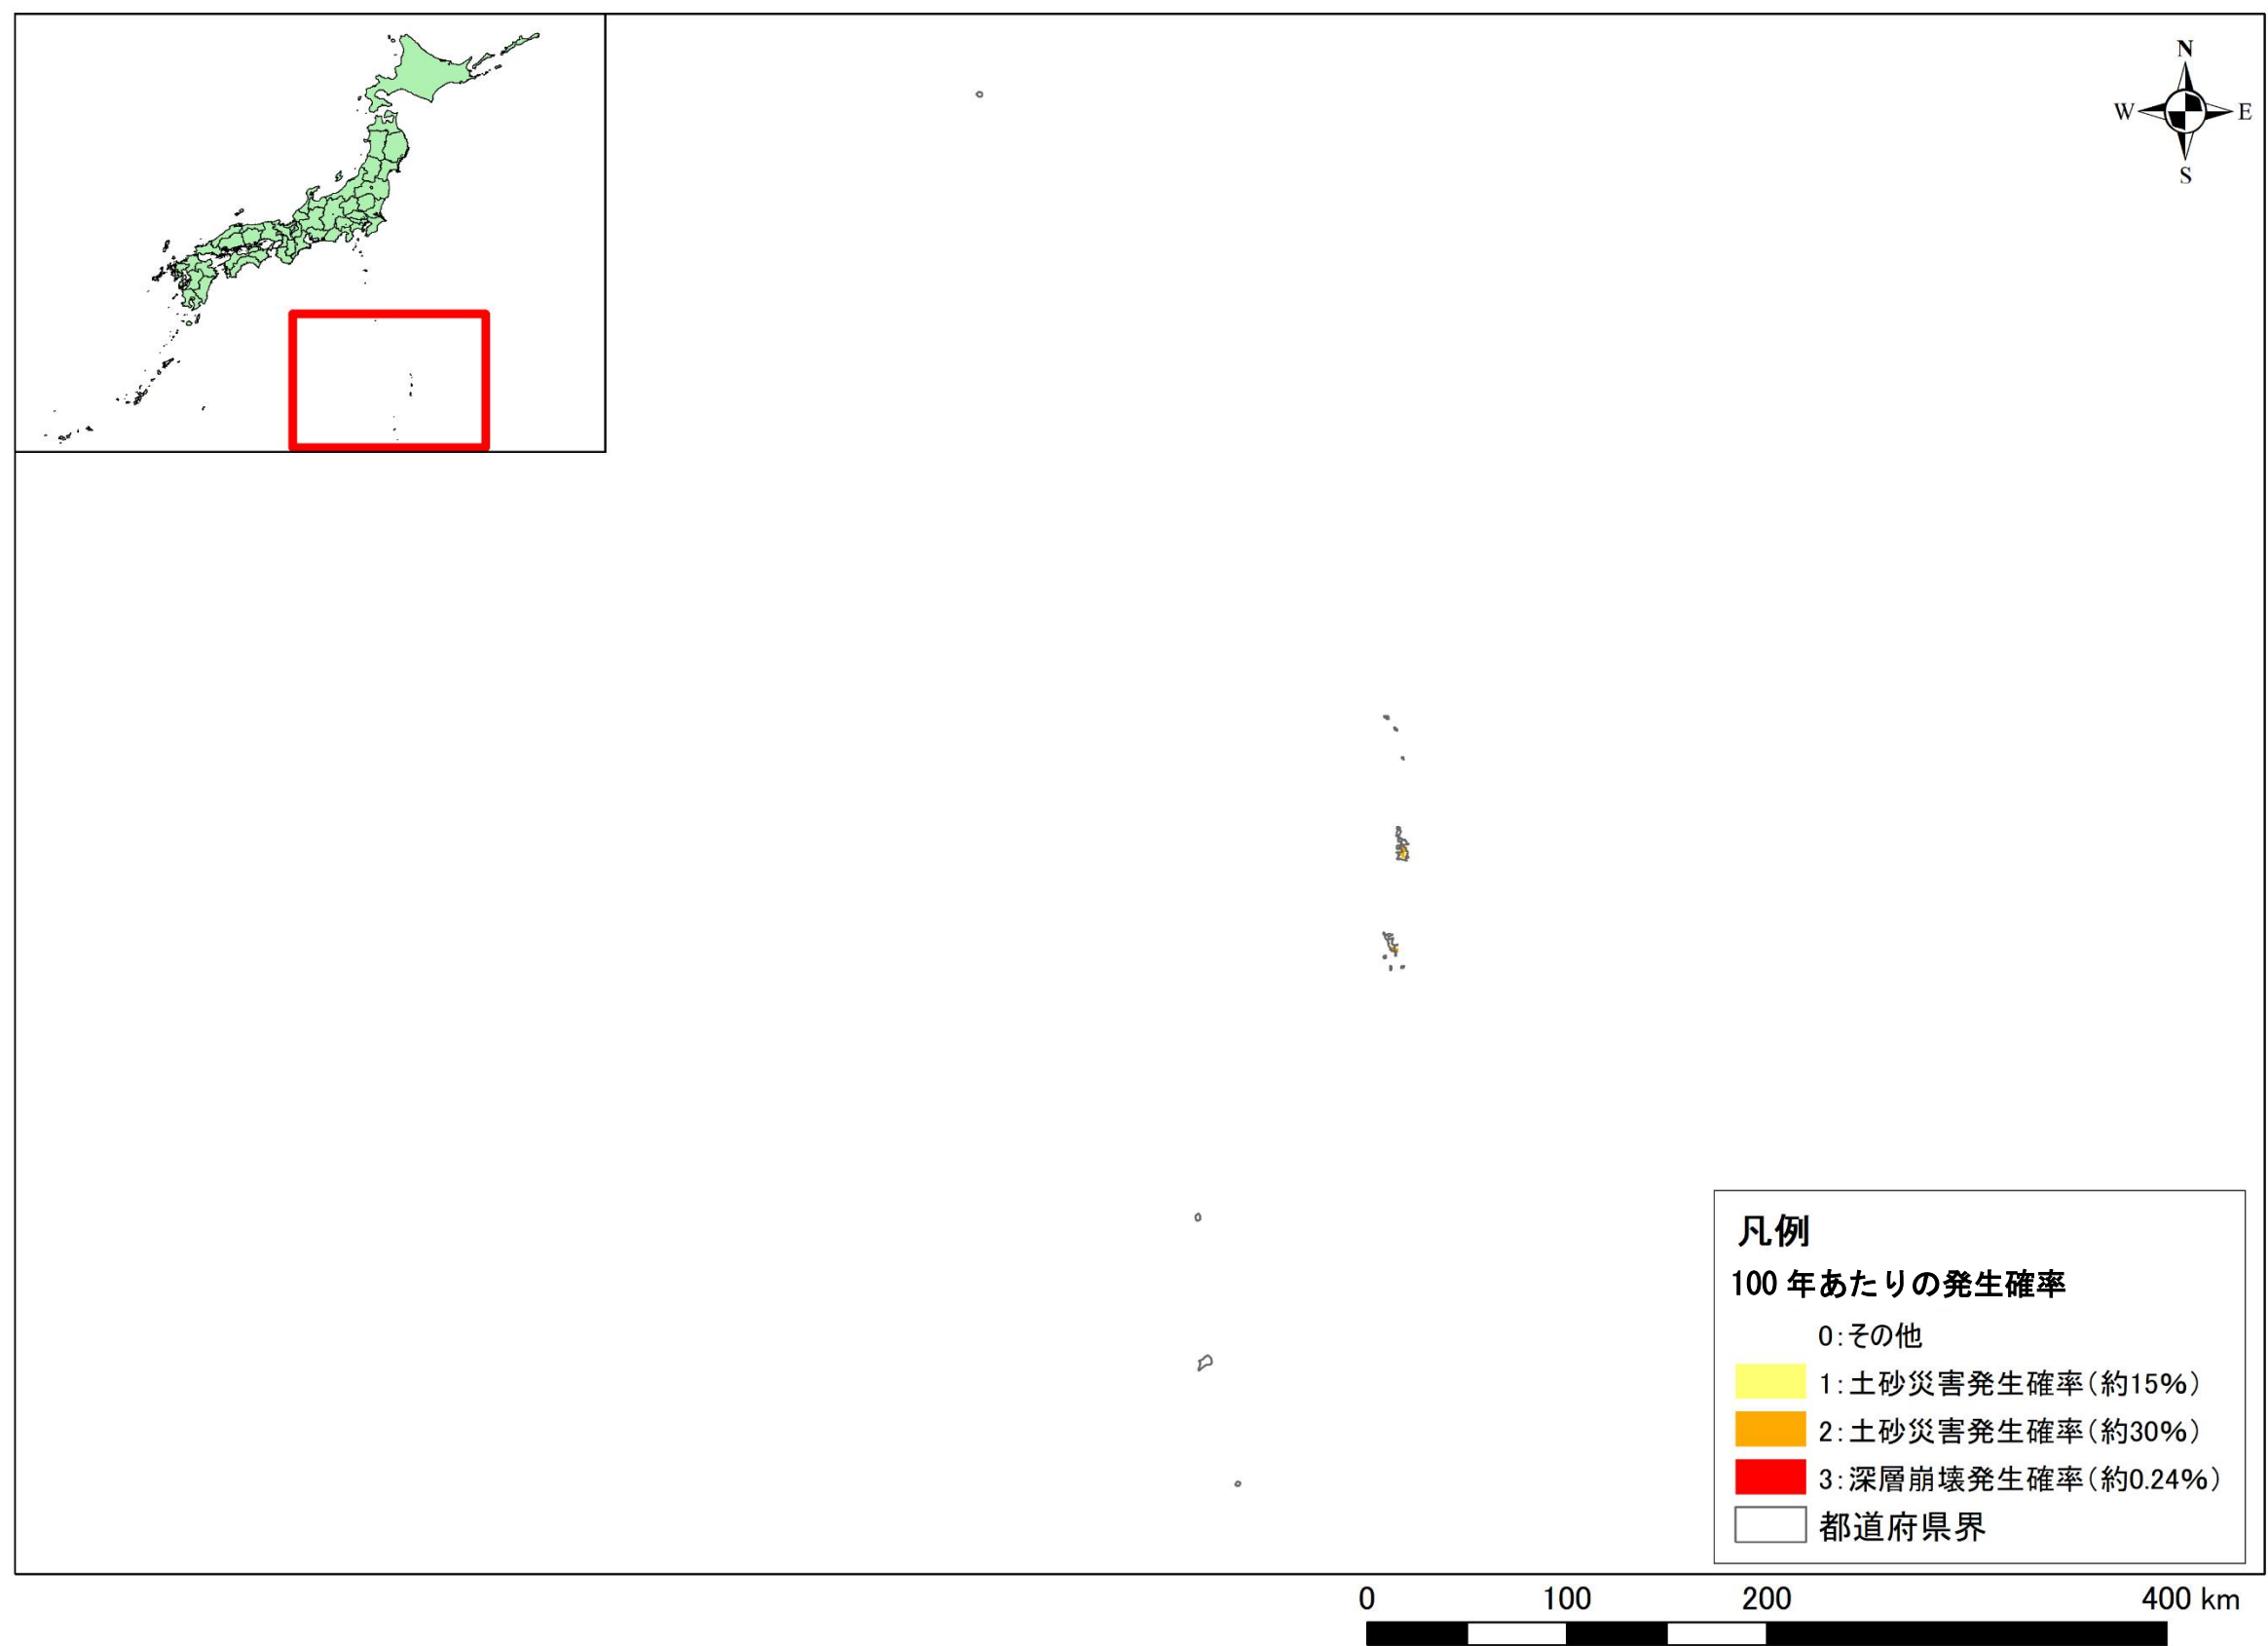 N
W E
S
凡例
100 年あたりの発生確率
0:その他
1:土砂災害発生確率(約15%)
2:土砂災害発生確率(約30%)
3:深層崩壊発生確率(約0.24%)
都道府県界
0 100 200 400 km